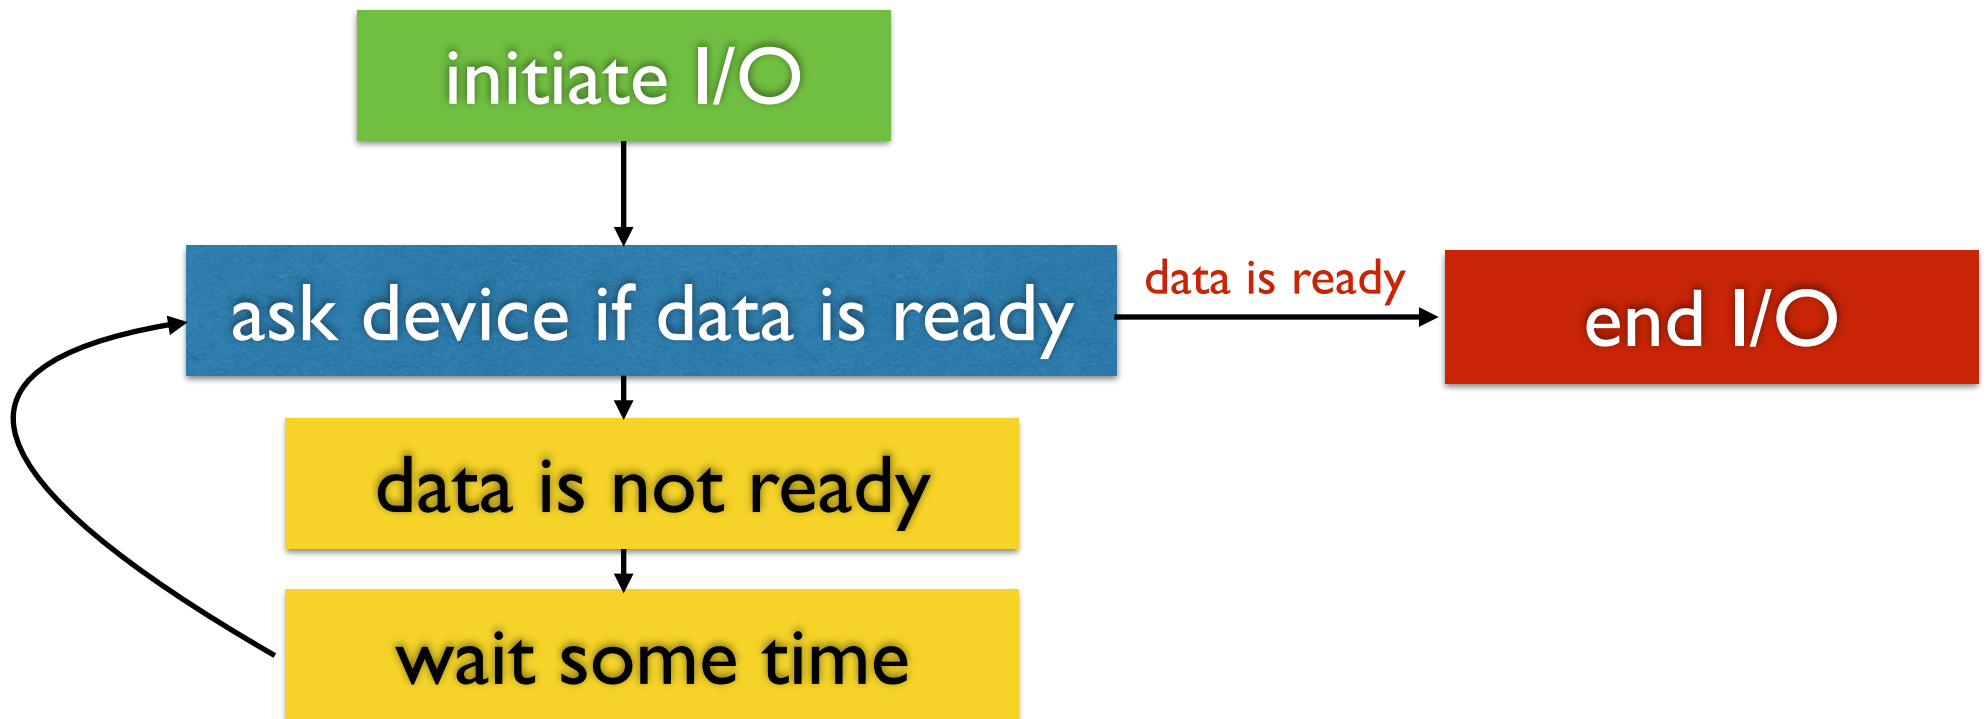 initiate I/O
ask device if data is ready
data is ready
end I/O
data is not ready
wait some time